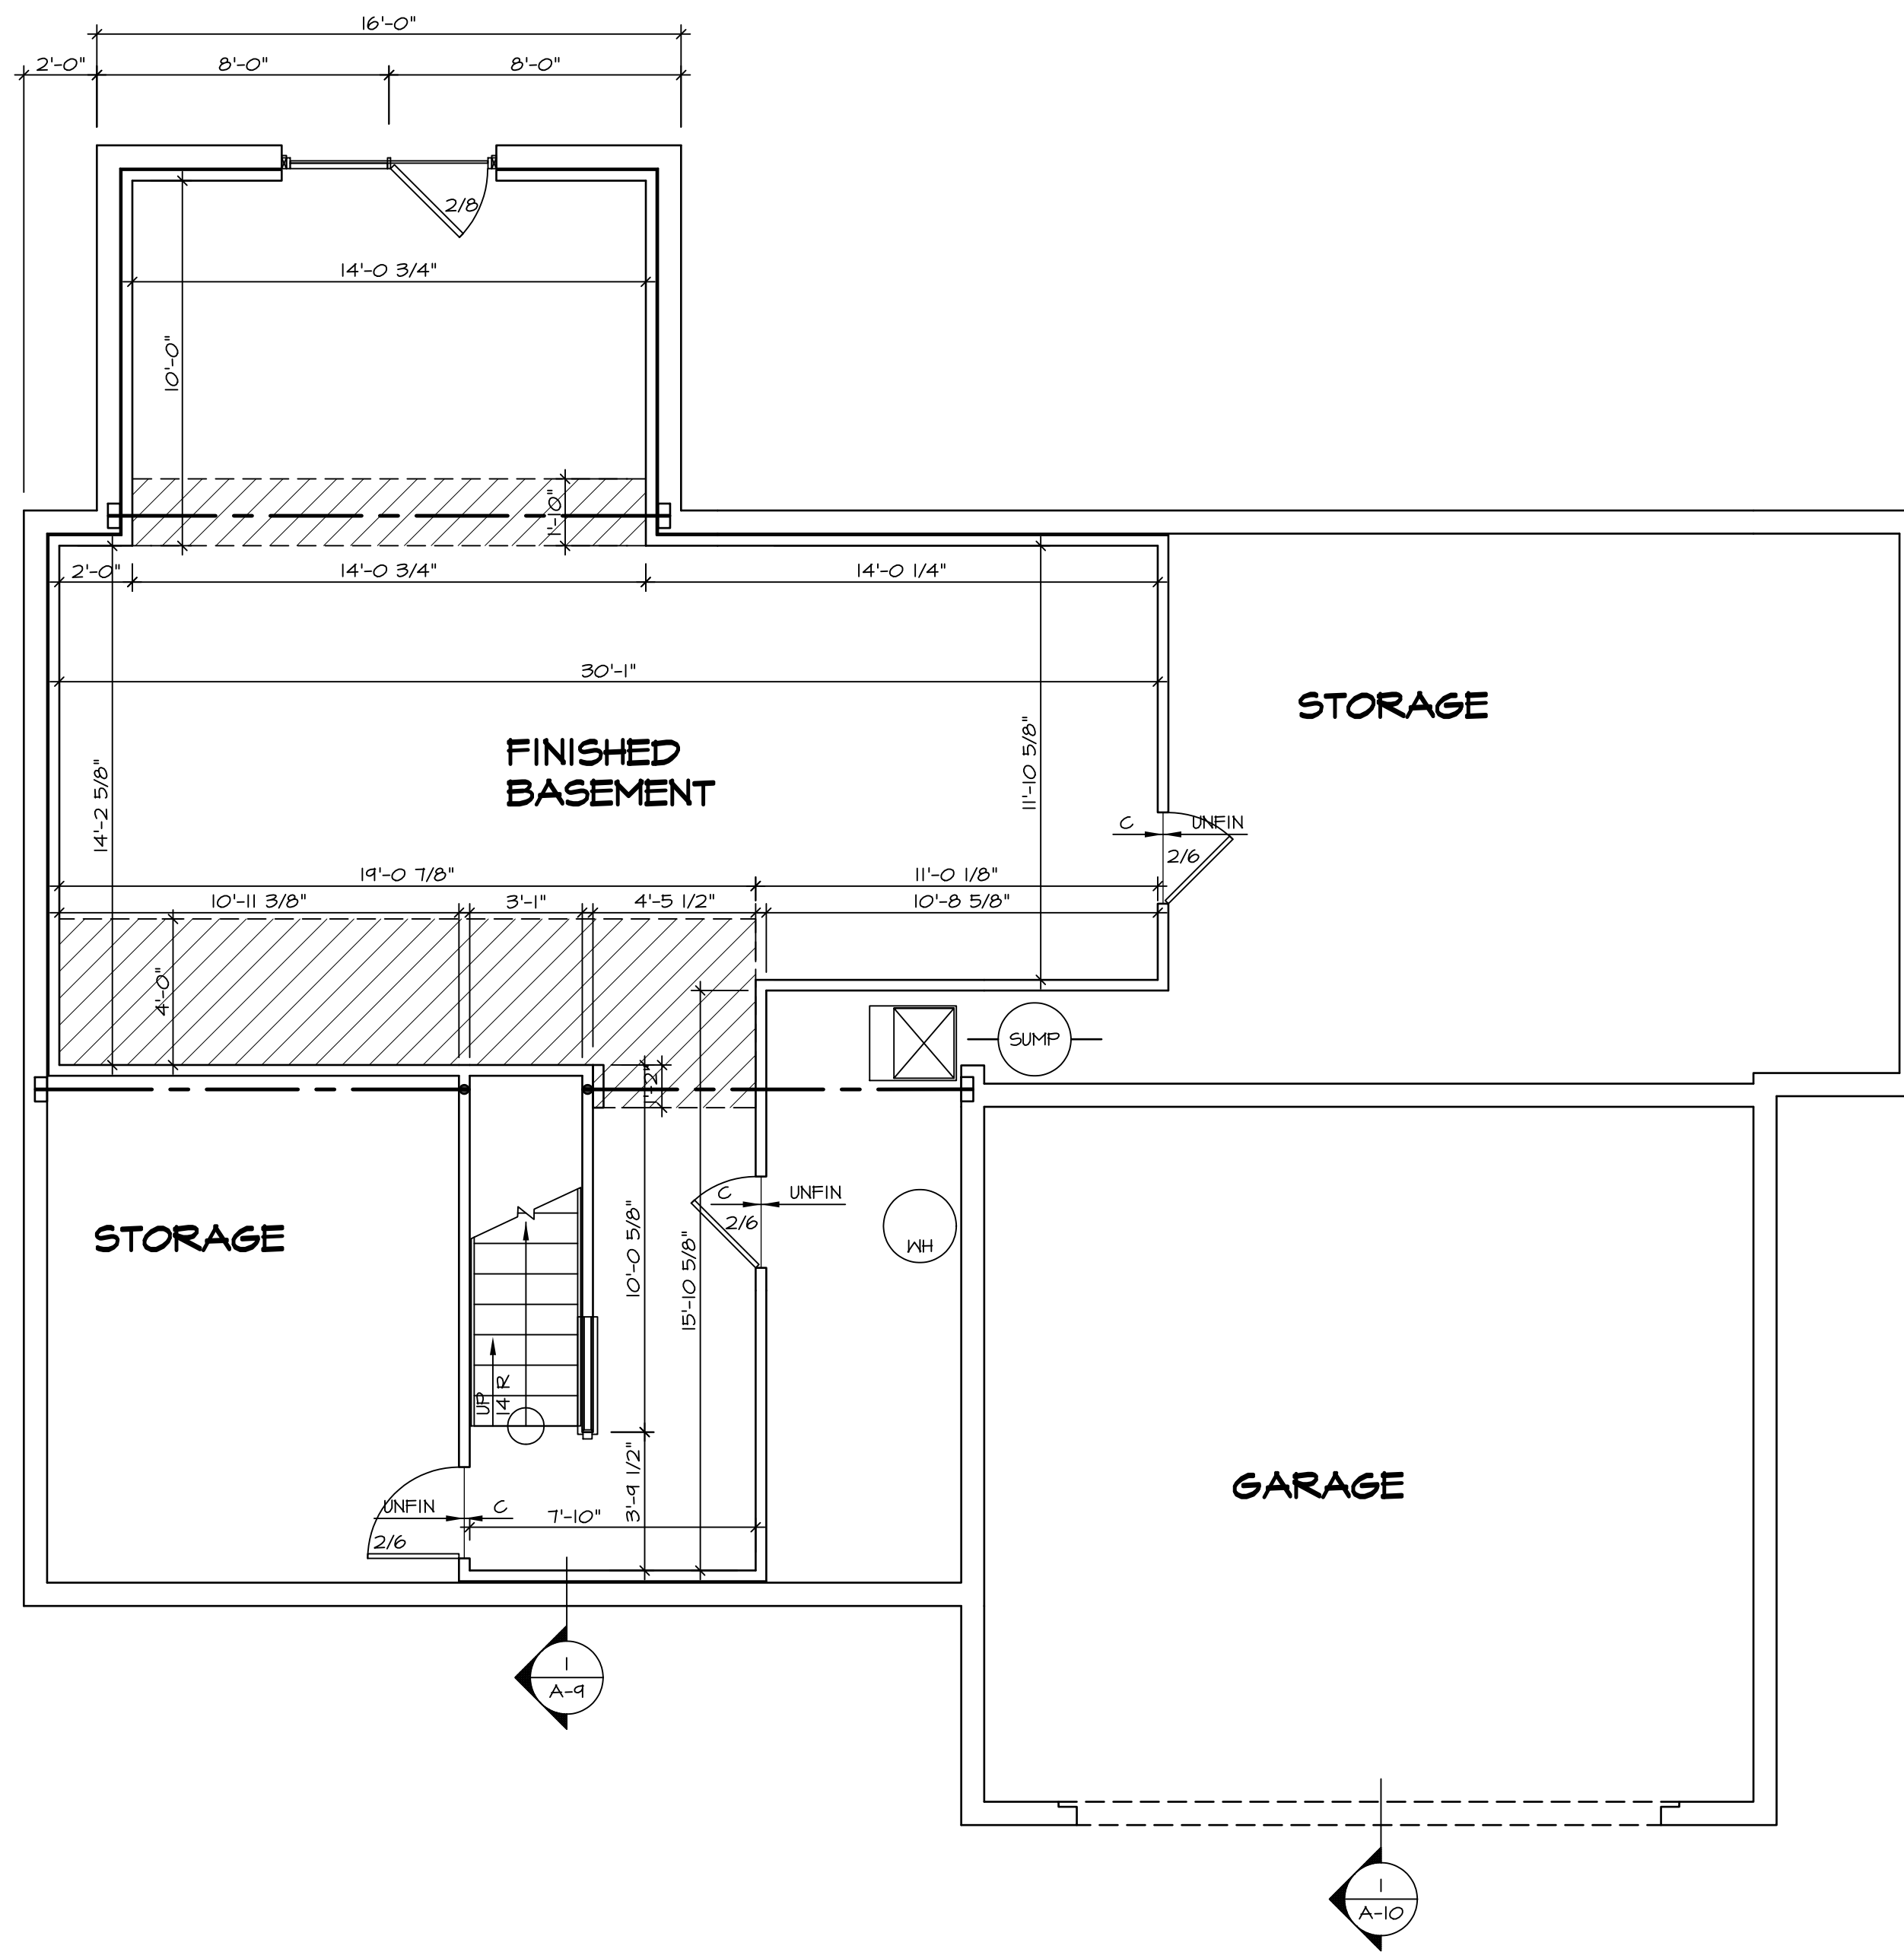 16'-0"
2'-0"
8'-0"
8'-0"
2/8
14'-0 3/4"
10'-0"
1'-10"
2'-0"
14'-0 3/4"
14'-0 1/4"
30'-1"
STORAGE
FINISHED
BASEMENT
14'-2 5/8"
11'-10 5/8"
C
UNFIN
2/6
19'-0 7/8"
11'-0 1/8"
10'-11 3/8"
3'-1"
4'-5 1/2"
10'-8 5/8"
4'-0"
SUMP
1'-2"
C
UNFIN
2/6
STORAGE
WH
10'-0 5/8"
15'-10 5/8"
UP
14 R
3'-9 1/2"
GARAGE
UNFIN
C
7'-10"
2/6
1
A-9
1
A-10